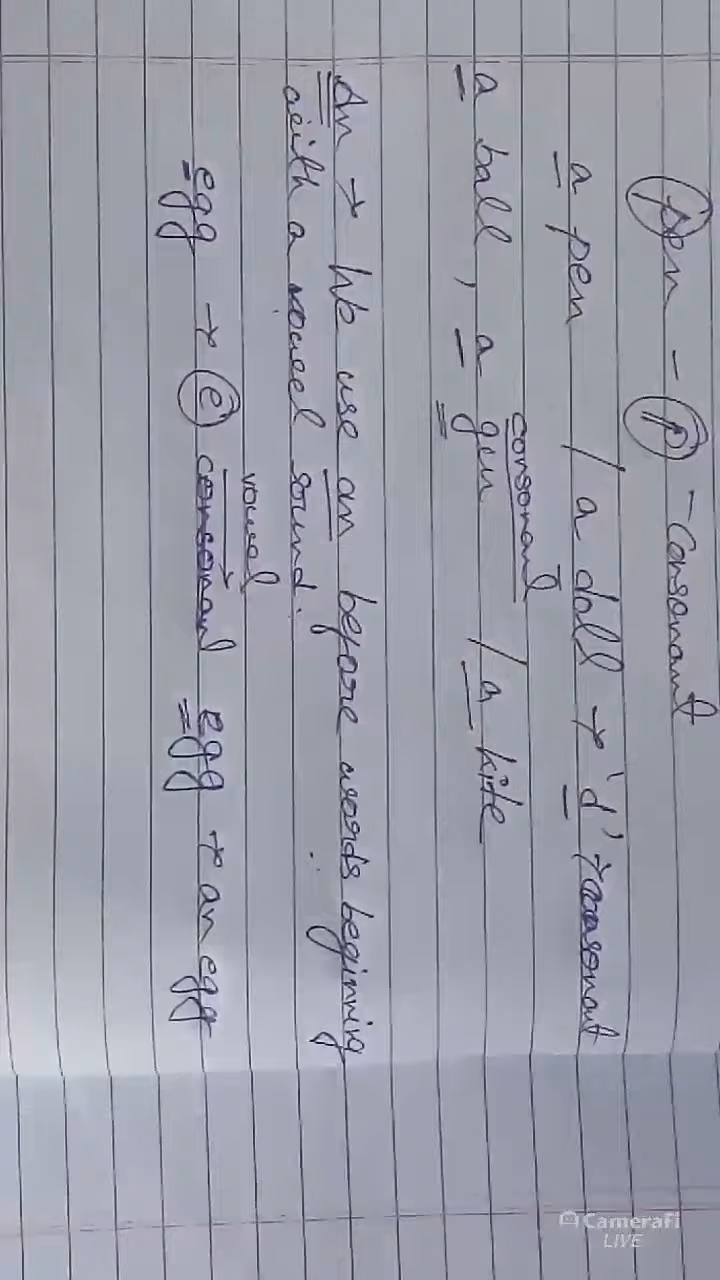 Pen - P - consonant
a pen / a doll → 'd' → consonant
consonant
a ball, a gun / a kite
An → We use an before words beginning
with a vowel sound.
vowel
egg → e consonan egg → an egg
CameraFi
LIVE